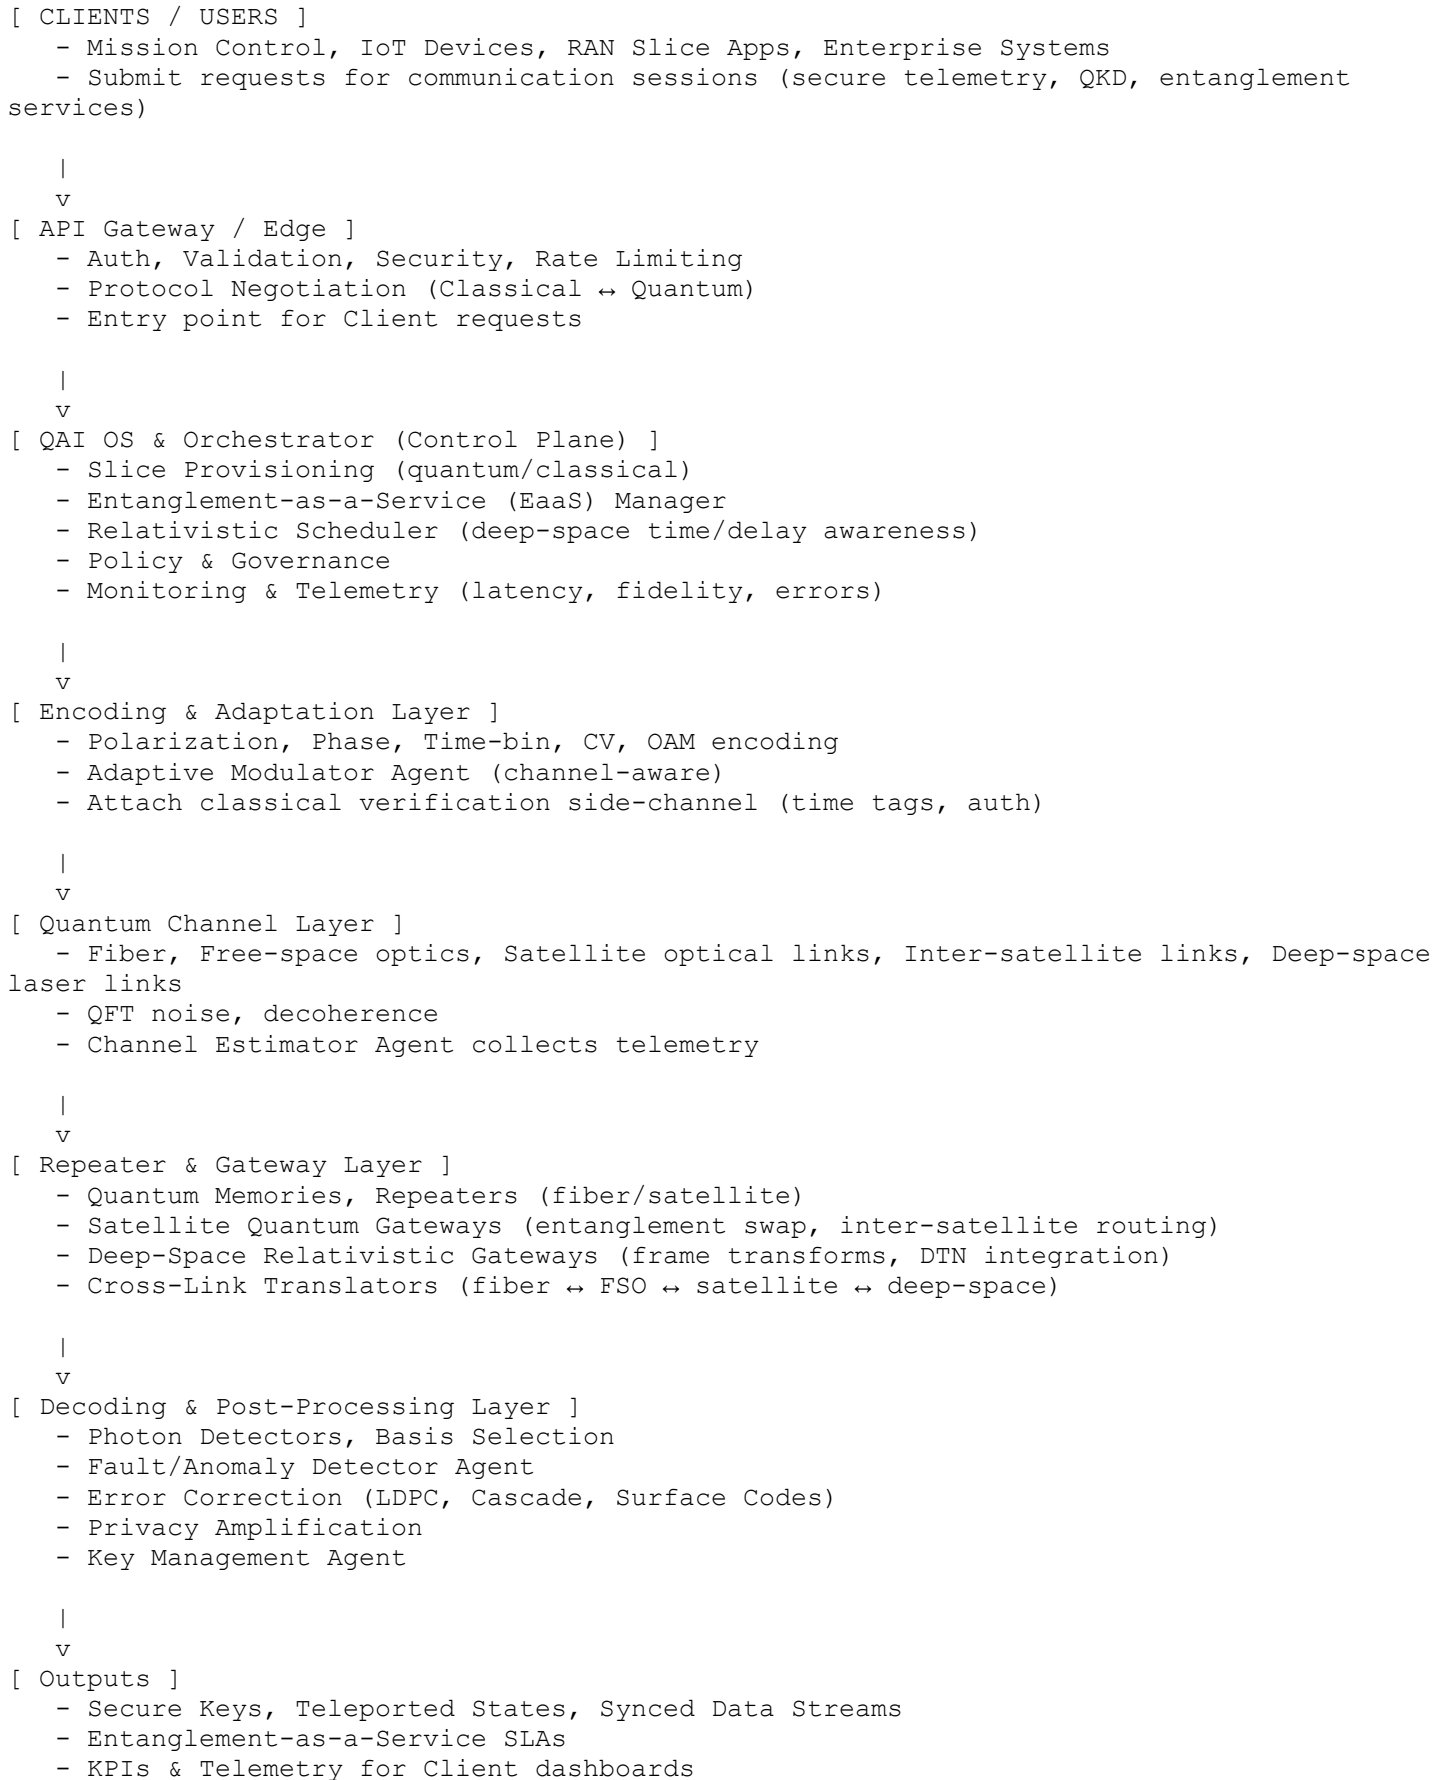 [ CLIENTS / USERS ]
- Mission Control, IoT Devices, RAN Slice Apps, Enterprise Systems
- Submit requests for communication sessions (secure telemetry, QKD, entanglement
services)
|
v
[ API Gateway / Edge ]
- Auth, Validation, Security, Rate Limiting
- Protocol Negotiation (Classical ↔ Quantum)
- Entry point for Client requests
|
v
[ QAI OS & Orchestrator (Control Plane) ]
- Slice Provisioning (quantum/classical)
- Entanglement-as-a-Service (EaaS) Manager
- Relativistic Scheduler (deep-space time/delay awareness)
- Policy & Governance
- Monitoring & Telemetry (latency, fidelity, errors)
|
v
[ Encoding & Adaptation Layer ]
- Polarization, Phase, Time-bin, CV, OAM encoding
- Adaptive Modulator Agent (channel-aware)
- Attach classical verification side-channel (time tags, auth)
|
v
[ Quantum Channel Layer ]
- Fiber, Free-space optics, Satellite optical links, Inter-satellite links, Deep-space
laser links
- QFT noise, decoherence
- Channel Estimator Agent collects telemetry
|
v
[ Repeater & Gateway Layer ]
- Quantum Memories, Repeaters (fiber/satellite)
- Satellite Quantum Gateways (entanglement swap, inter-satellite routing)
- Deep-Space Relativistic Gateways (frame transforms, DTN integration)
- Cross-Link Translators (fiber ↔ FSO ↔ satellite ↔ deep-space)
|
v
[ Decoding & Post-Processing Layer ]
- Photon Detectors, Basis Selection
- Fault/Anomaly Detector Agent
- Error Correction (LDPC, Cascade, Surface Codes)
- Privacy Amplification
- Key Management Agent
|
v
[ Outputs ]
- Secure Keys, Teleported States, Synced Data Streams
- Entanglement-as-a-Service SLAs
- KPIs & Telemetry for Client dashboards